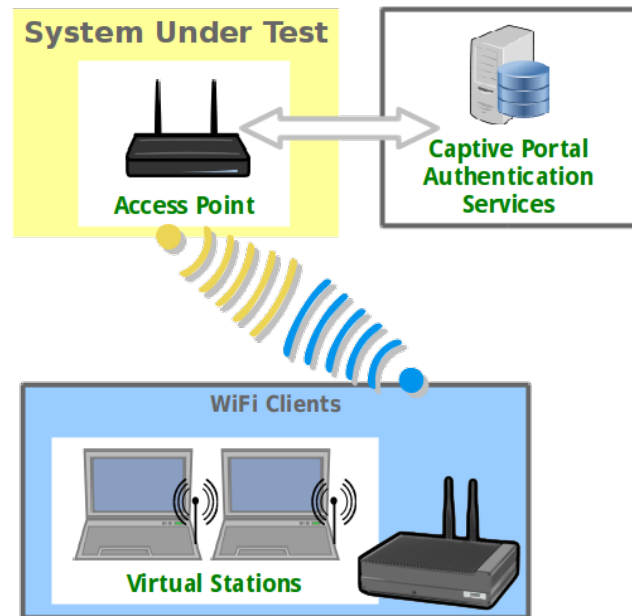 System Under Test
Access Point
Captive Portal
Authentication
Services
WiFi Clients
Virtual Stations